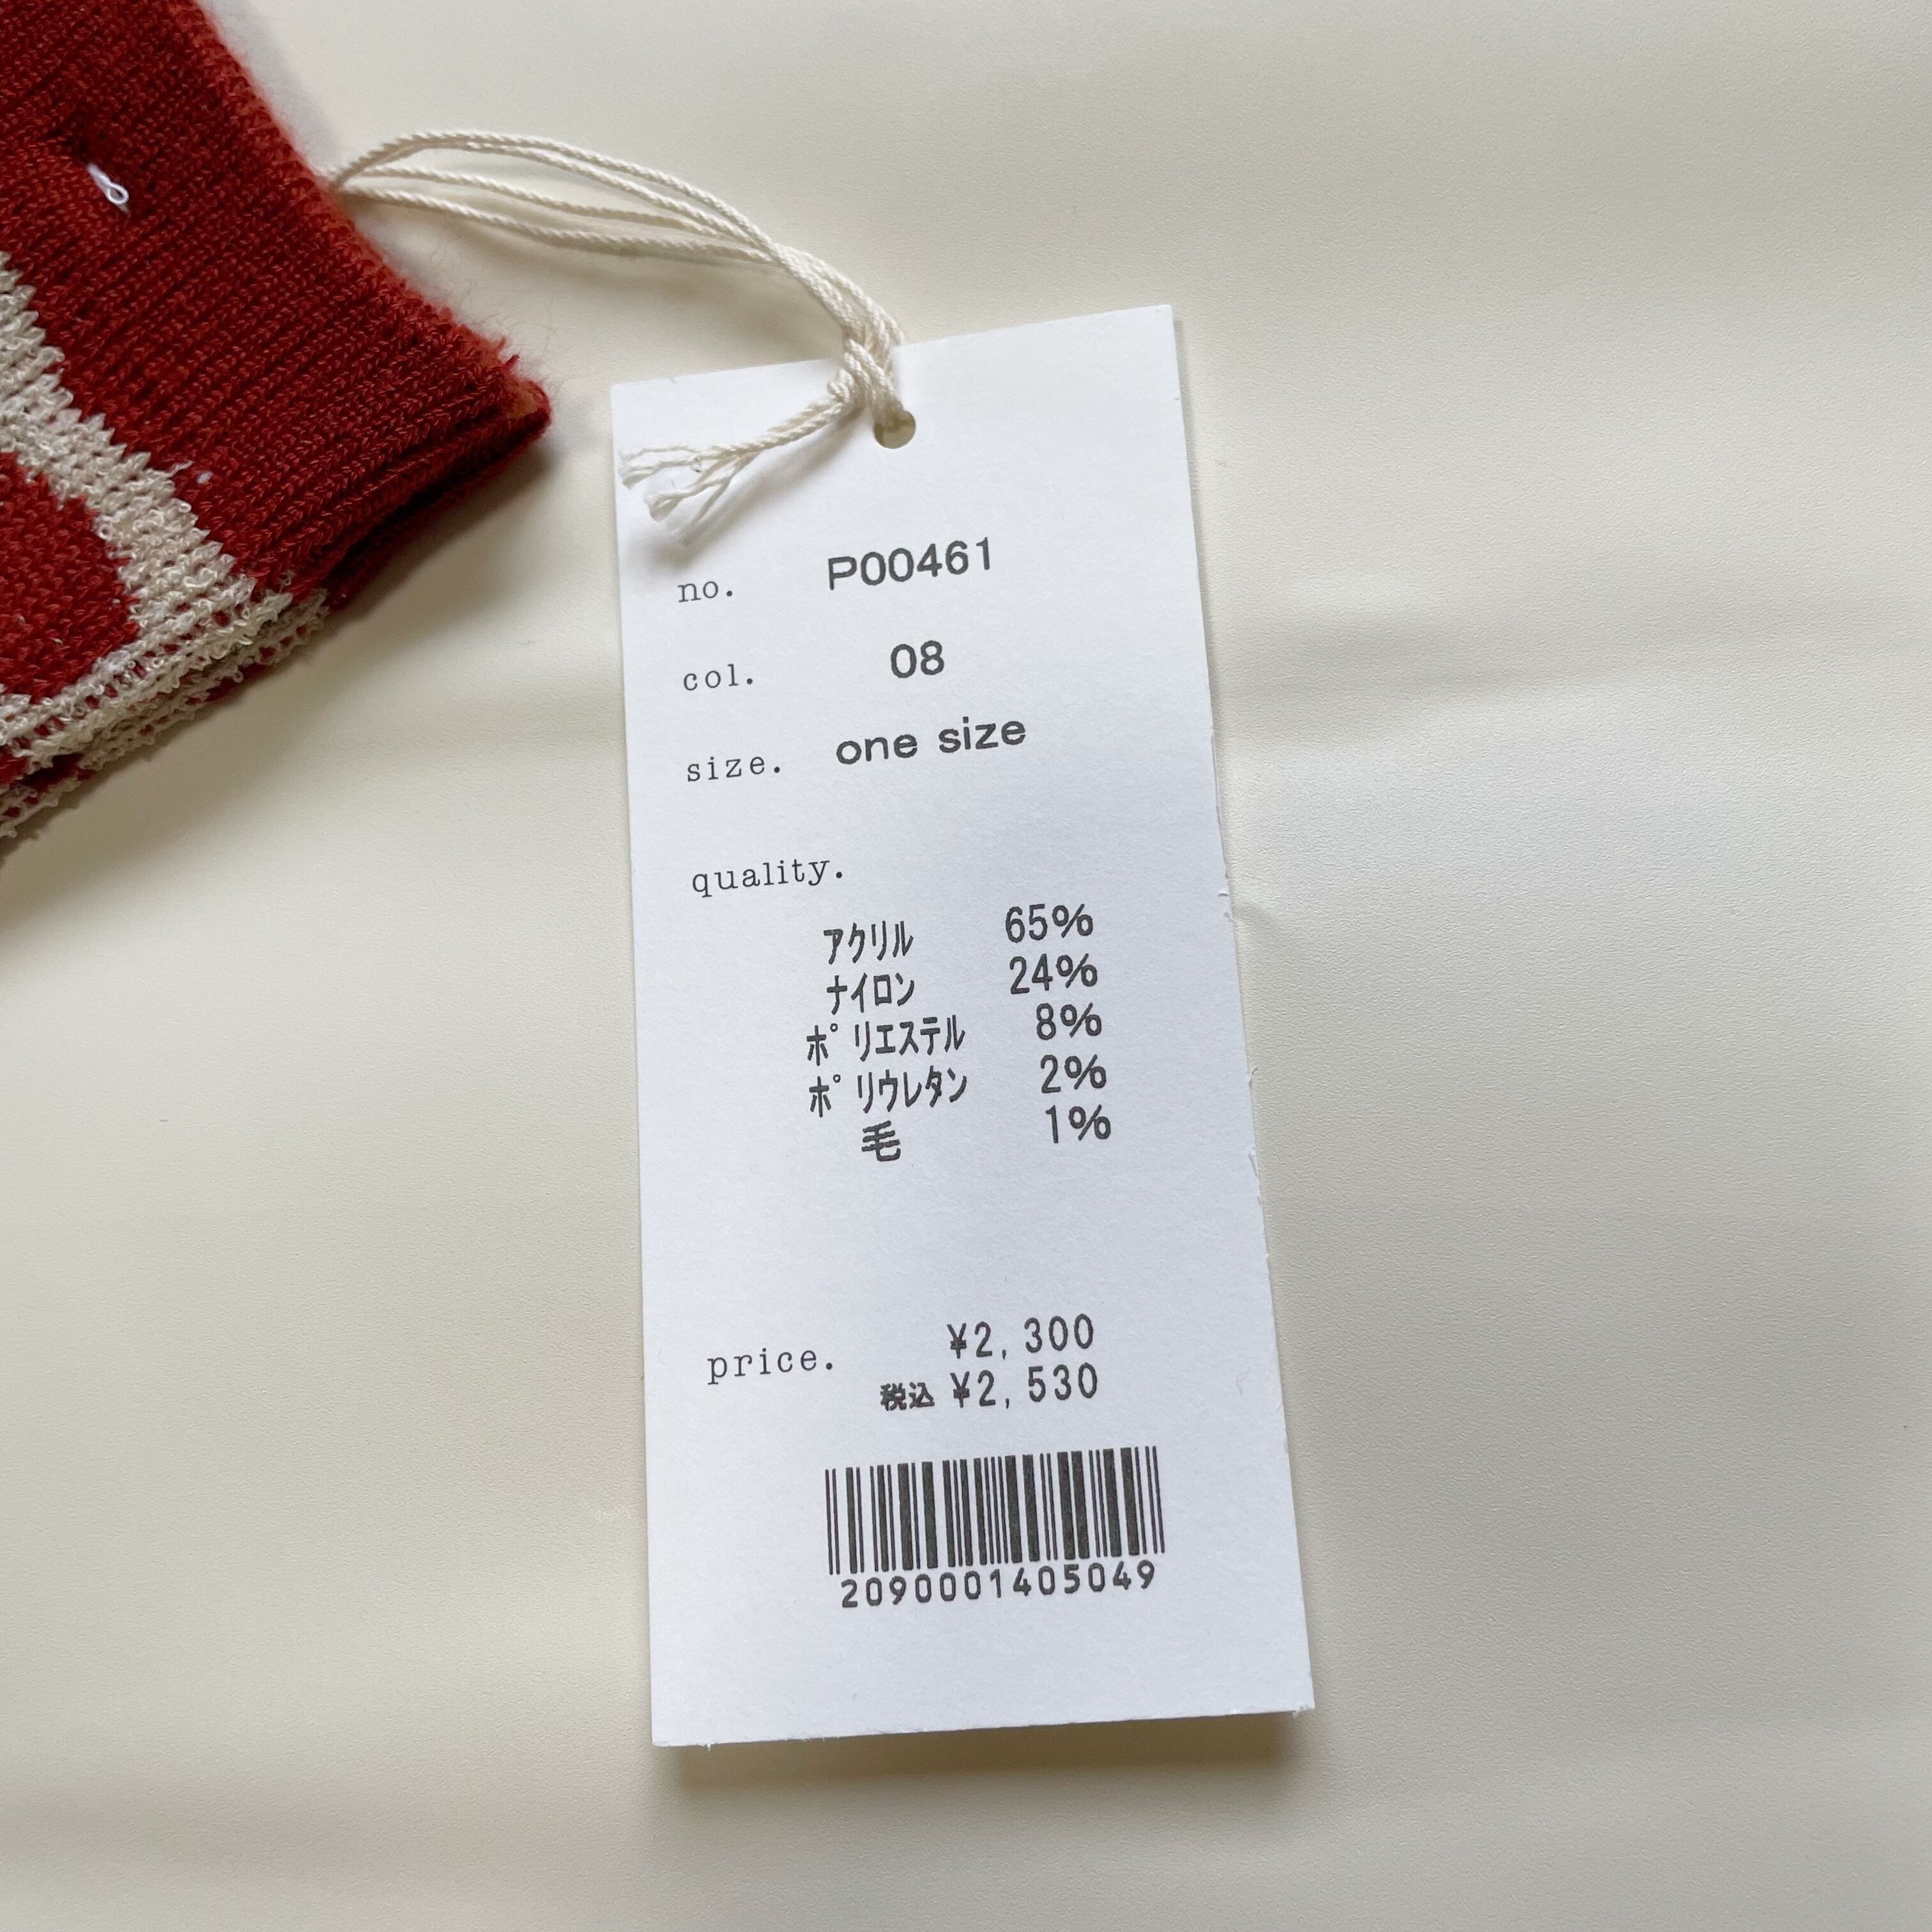 no. P00461
col. 08
size. one size
quality.
アクリル 65%
ナイロン 24%
ポリエステル 8%
ポリウレタン 2%
毛 1%
price. ¥2,300
税込 ¥2,530
2090001405049